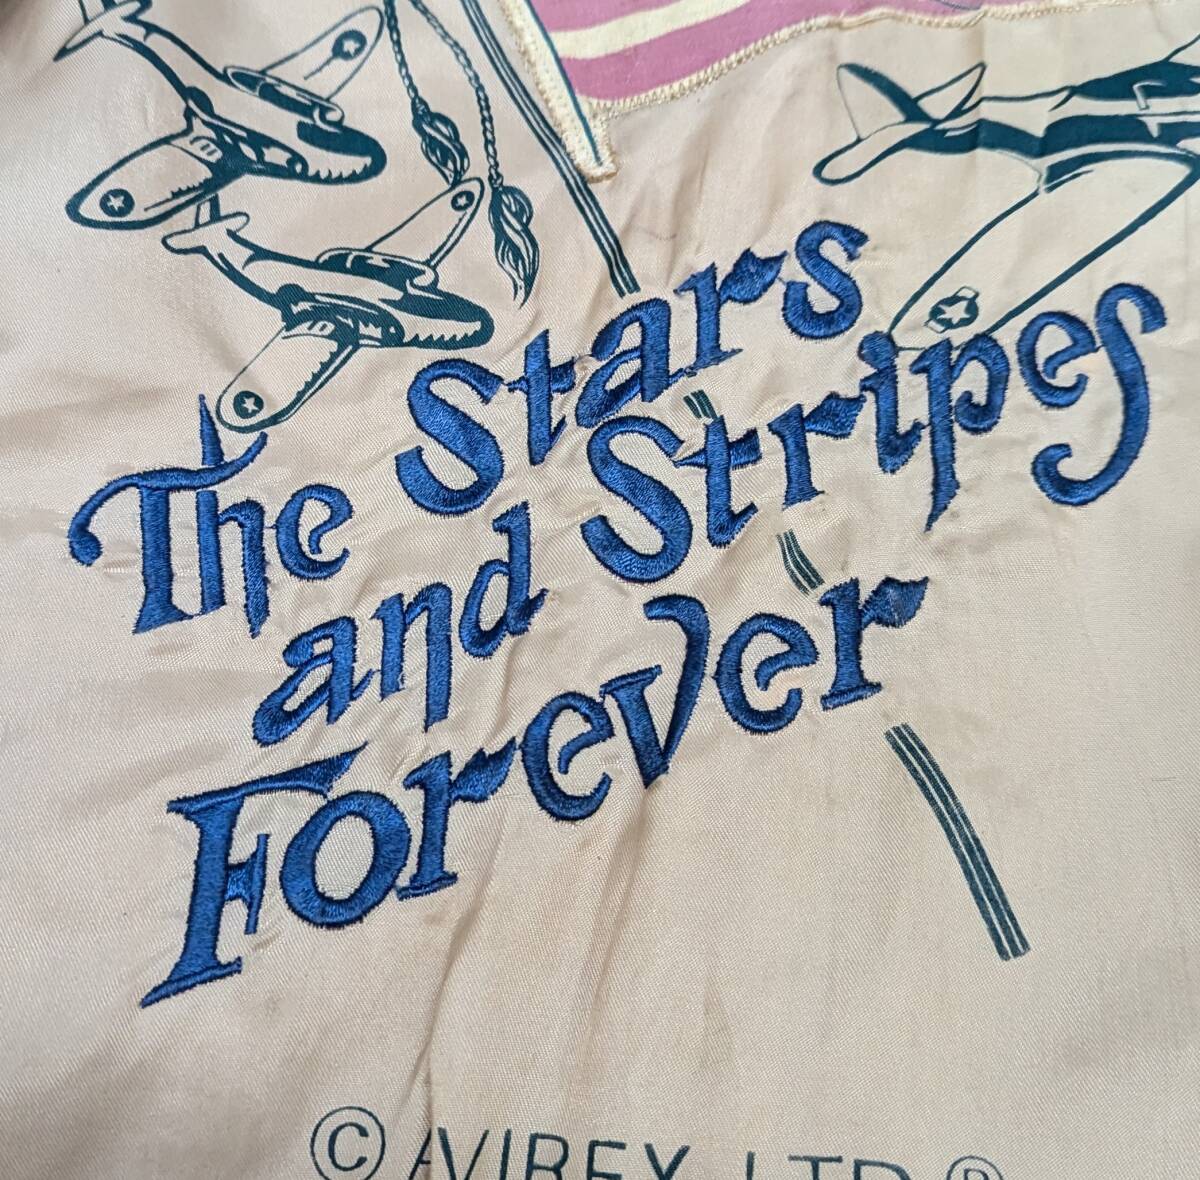 The Stars
and Stripes
Forever
© AVIREX LTD ®